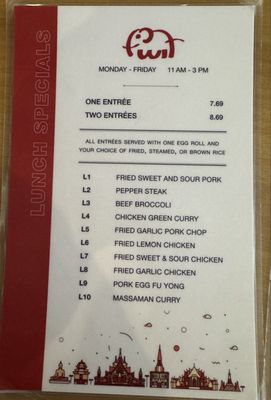 LUNCH SPECIALS
MONDAY - FRIDAY 11 AM - 3 PM
ONE ENTRÉE 7.69
TWO ENTRÉES 8.69
ALL ENTRÉES SERVED WITH ONE EGG ROLL AND
YOUR CHOICE OF FRIED, STEAMED, OR BROWN RICE
L1 FRIED SWEET AND SOUR PORK
L2 PEPPER STEAK
L3 BEEF BROCCOLI
L4 CHICKEN GREEN CURRY
L5 FRIED GARLIC PORK CHOP
L6 FRIED LEMON CHICKEN
L7 FRIED SWEET & SOUR CHICKEN
L8 FRIED GARLIC CHICKEN
L9 PORK EGG FU YONG
L10 MASSAMAN CURRY